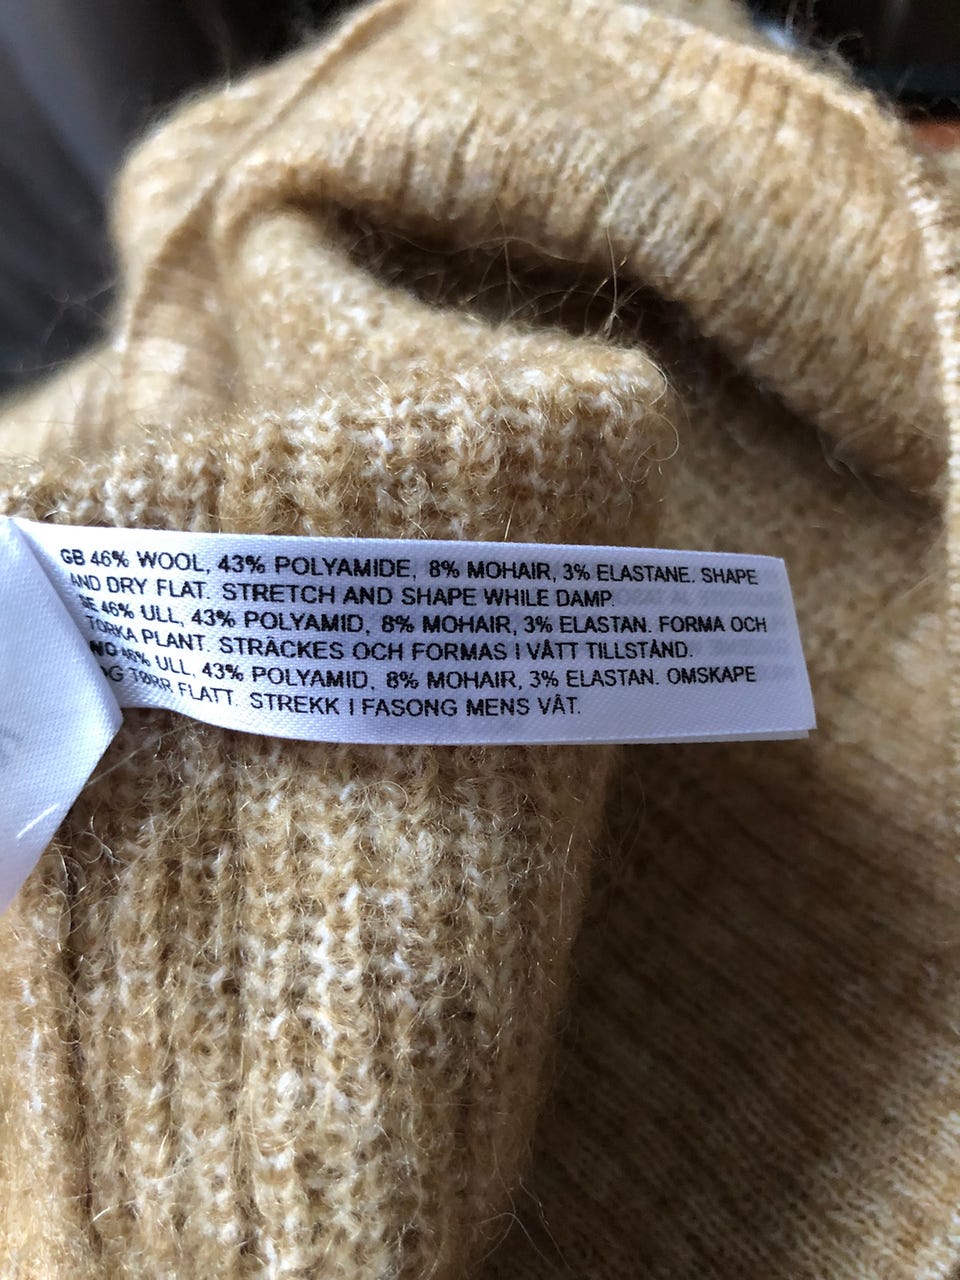 GB 46% WOOL, 43% POLYAMIDE, 8% MOHAIR, 3% ELASTANE. SHAPE
AND DRY FLAT. STRETCH AND SHAPE WHILE DAMP.
SE 46% ULL, 43% POLYAMID, 8% MOHAIR, 3% ELASTAN. FORMA OCH
TORKA PLANT. STRÄCKES OCH FORMAS I VÅTT TILLSTÅND.
NO 46% ULL, 43% POLYAMID, 8% MOHAIR, 3% ELASTAN. OMSKAPE
OG TØRR FLATT. STREKK I FASONG MENS VÅT.